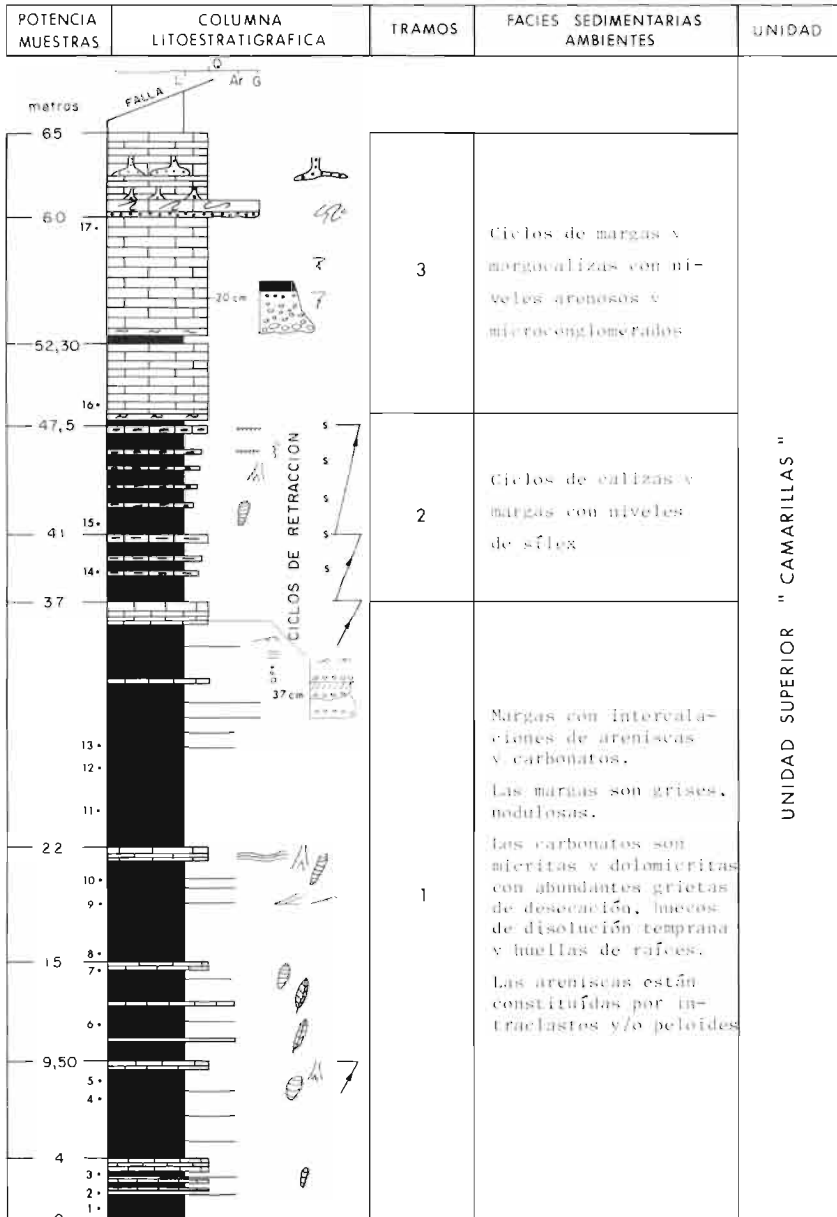 POTENCIA
MUESTRAS
COLUMNA
LITOESTRATIGRAFICA
TRAMOS
FACIES SEDIMENTARIAS
AMBIENTES
UNIDAD
Q
L
Ar G
FALLA
metros
65
60
17
20 cm
52,30
16
47,5
15
41
14
37
37 cm
13
12
11
22
10
9
8
15
7
6
9,50
5
4
4
3
2
1
CICLOS DE RETRACCION
S
S
S
S
S
3
Ciclos de margas y
margocalizas con ni-
veles arenosos y
microconglomerados
2
Ciclos de calizas y
margas con niveles
de sílex
1
Margas con intercala-
ciones de areniscas
y carbonatos.
Las margas son grises,
nodulosas.
Los carbonatos son
micritas y dolomicritas
con abundantes grietas
de desecación, huecos
de disolución temprana
y huellas de raíces.
Las areniscas están
constituídas por in-
traclastos y/o peloides
UNIDAD SUPERIOR " CAMARILLAS "